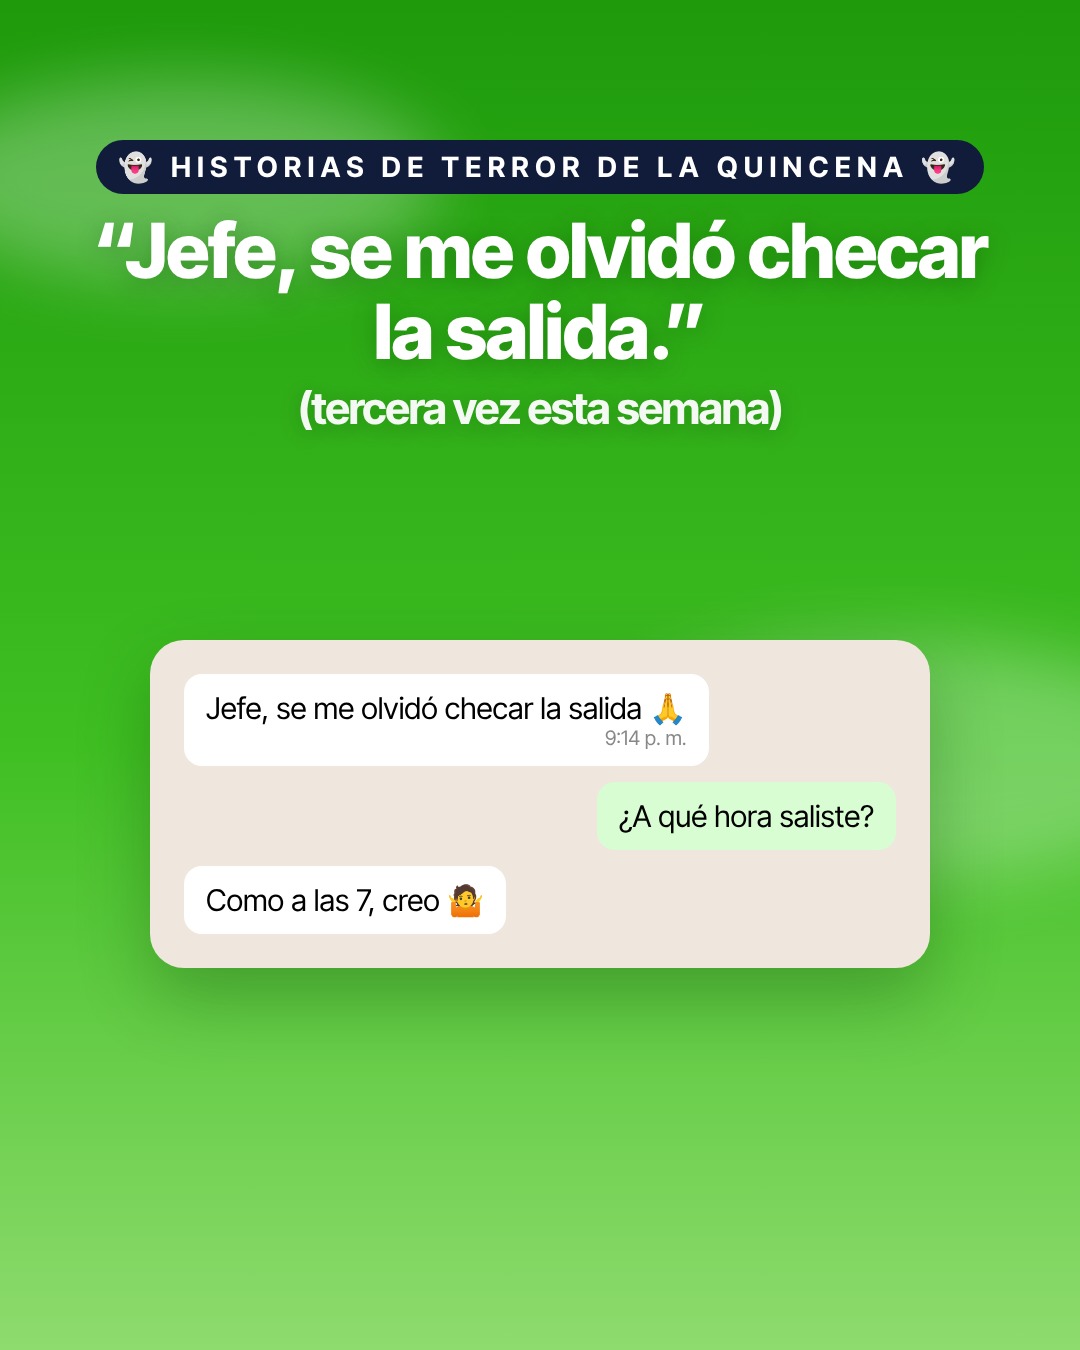 👻 HISTORIAS DE TERROR DE LA QUINCENA 👻
“Jefe, se me olvidó checar
la salida.”
(tercera vez esta semana)
Jefe, se me olvidó checar la salida 🙏
9:14 p. m.
¿A qué hora saliste?
Como a las 7, creo 🤷